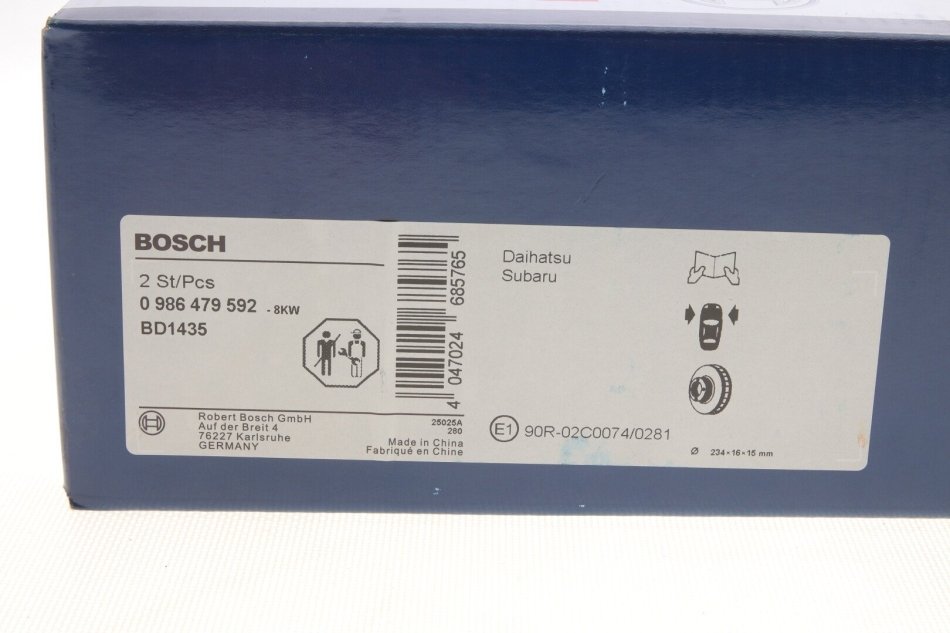 BOSCH
2 St/Pcs
0 986 479 592 - 8KW
BD1435
Robert Bosch GmbH
Auf der Breit 4
76227 Karlsruhe
GERMANY
25025A
280
Made in China
Fabriqué en Chine
4 047024 685765
Daihatsu
Subaru
E1 90R-02C0074/0281
Ø 234×16×15 mm